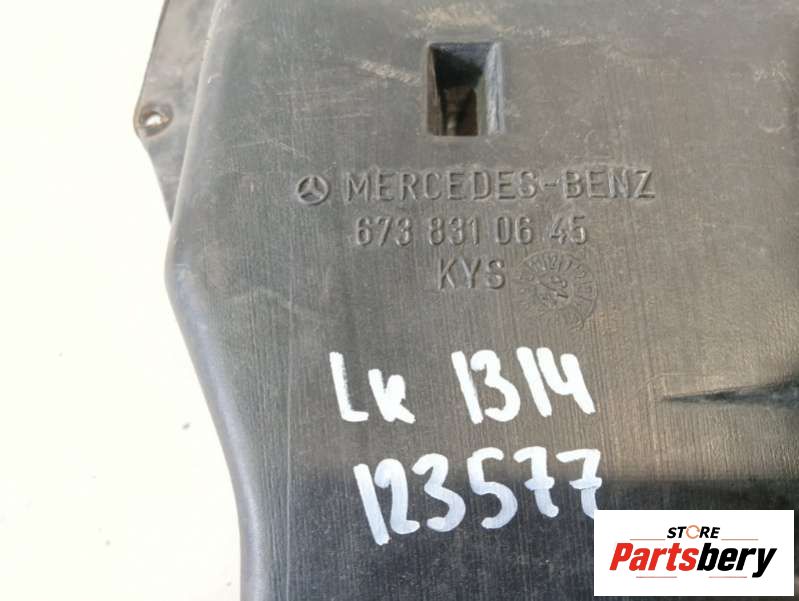 MERCEDES-BENZ
673 831 06 45
KYS
LK 1314
123577
STORE
Partsbery